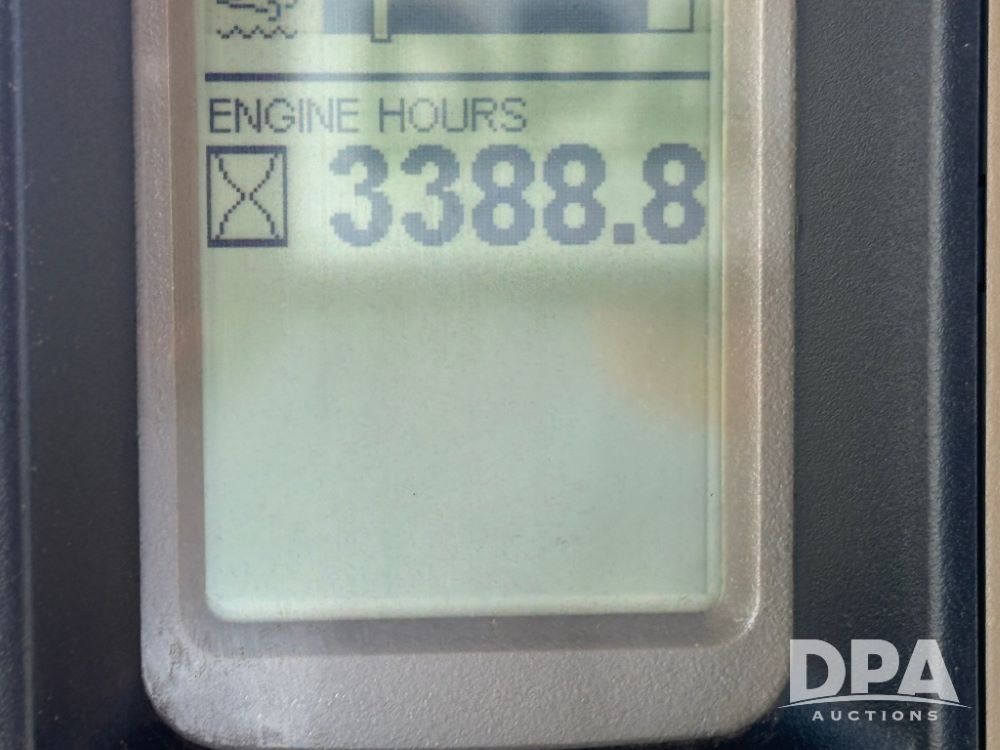 ENGINE HOURS
3388.8
DPA
AUCTIONS